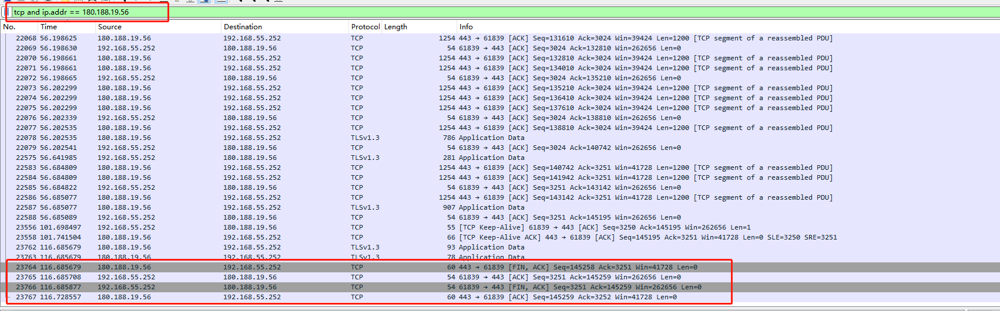 tcp and ip.addr == 180.188.19.56
No. Time Source Destination Protocol Length Info
22068 56.198625 180.188.19.56 192.168.55.252 TCP 1254 443 → 61839 [ACK] Seq=131610 Ack=3024 Win=39424 Len=1200 [TCP segment of a reassembled PDU]
22069 56.198630 192.168.55.252 180.188.19.56 TCP 54 61839 → 443 [ACK] Seq=3024 Ack=132810 Win=262656 Len=0
22070 56.198661 180.188.19.56 192.168.55.252 TCP 1254 443 → 61839 [ACK] Seq=132810 Ack=3024 Win=39424 Len=1200 [TCP segment of a reassembled PDU]
22071 56.198661 180.188.19.56 192.168.55.252 TCP 1254 443 → 61839 [ACK] Seq=134010 Ack=3024 Win=39424 Len=1200 [TCP segment of a reassembled PDU]
22072 56.198665 192.168.55.252 180.188.19.56 TCP 54 61839 → 443 [ACK] Seq=3024 Ack=135210 Win=262656 Len=0
22073 56.202299 180.188.19.56 192.168.55.252 TCP 1254 443 → 61839 [ACK] Seq=135210 Ack=3024 Win=39424 Len=1200 [TCP segment of a reassembled PDU]
22074 56.202299 180.188.19.56 192.168.55.252 TCP 1254 443 → 61839 [ACK] Seq=136410 Ack=3024 Win=39424 Len=1200 [TCP segment of a reassembled PDU]
22075 56.202299 180.188.19.56 192.168.55.252 TCP 1254 443 → 61839 [ACK] Seq=137610 Ack=3024 Win=39424 Len=1200 [TCP segment of a reassembled PDU]
22076 56.202339 192.168.55.252 180.188.19.56 TCP 54 61839 → 443 [ACK] Seq=3024 Ack=138810 Win=262656 Len=0
22077 56.202535 180.188.19.56 192.168.55.252 TCP 1254 443 → 61839 [ACK] Seq=138810 Ack=3024 Win=39424 Len=1200 [TCP segment of a reassembled PDU]
22078 56.202535 180.188.19.56 192.168.55.252 TLSv1.3 786 Application Data
22079 56.202541 192.168.55.252 180.188.19.56 TCP 54 61839 → 443 [ACK] Seq=3024 Ack=140742 Win=262656 Len=0
22575 56.641985 192.168.55.252 180.188.19.56 TLSv1.3 281 Application Data
22583 56.684809 180.188.19.56 192.168.55.252 TCP 1254 443 → 61839 [ACK] Seq=140742 Ack=3251 Win=41728 Len=1200 [TCP segment of a reassembled PDU]
22584 56.684809 180.188.19.56 192.168.55.252 TCP 1254 443 → 61839 [ACK] Seq=141942 Ack=3251 Win=41728 Len=1200 [TCP segment of a reassembled PDU]
22585 56.684822 192.168.55.252 180.188.19.56 TCP 54 61839 → 443 [ACK] Seq=3251 Ack=143142 Win=262656 Len=0
22586 56.685077 180.188.19.56 192.168.55.252 TCP 1254 443 → 61839 [ACK] Seq=143142 Ack=3251 Win=41728 Len=1200 [TCP segment of a reassembled PDU]
22587 56.685077 180.188.19.56 192.168.55.252 TLSv1.3 907 Application Data
22588 56.685089 192.168.55.252 180.188.19.56 TCP 54 61839 → 443 [ACK] Seq=3251 Ack=145195 Win=262656 Len=0
23556 101.698497 192.168.55.252 180.188.19.56 TCP 55 [TCP Keep-Alive] 61839 → 443 [ACK] Seq=3250 Ack=145195 Win=262656 Len=1
23558 101.741504 180.188.19.56 192.168.55.252 TCP 66 [TCP Keep-Alive ACK] 443 → 61839 [ACK] Seq=145195 Ack=3251 Win=41728 Len=0 SLE=3250 SRE=3251
23762 116.685679 180.188.19.56 192.168.55.252 TLSv1.3 93 Application Data
23763 116.685679 180.188.19.56 192.168.55.252 TLSv1.3 78 Application Data
23764 116.685679 180.188.19.56 192.168.55.252 TCP 60 443 → 61839 [FIN, ACK] Seq=145258 Ack=3251 Win=41728 Len=0
23765 116.685708 192.168.55.252 180.188.19.56 TCP 54 61839 → 443 [ACK] Seq=3251 Ack=145259 Win=262656 Len=0
23766 116.685877 192.168.55.252 180.188.19.56 TCP 54 61839 → 443 [FIN, ACK] Seq=3251 Ack=145259 Win=262656 Len=0
23767 116.728557 180.188.19.56 192.168.55.252 TCP 60 443 → 61839 [ACK] Seq=145259 Ack=3252 Win=41728 Len=0